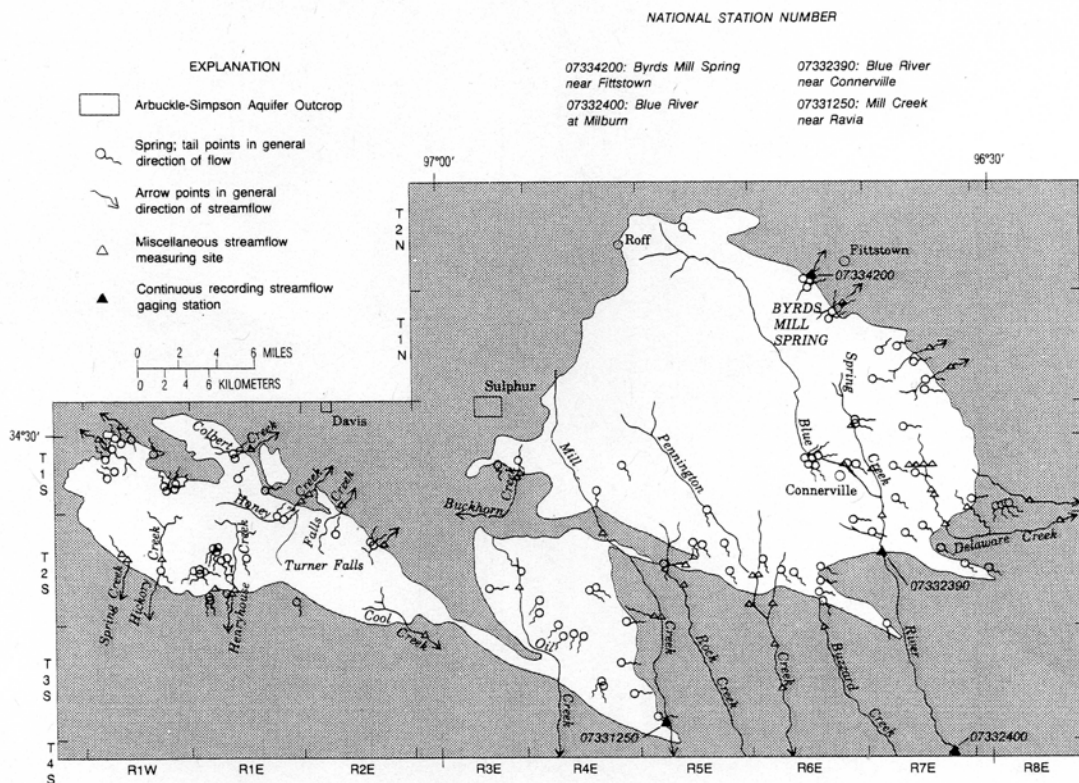 NATIONAL STATION NUMBER
EXPLANATION
Arbuckle-Simpson Aquifer Outcrop
Spring; tail points in general
direction of flow
Arrow points in general
direction of streamflow
Miscellaneous streamflow
measuring site
Continuous recording streamflow
gaging station
0 2 4 6 MILES
0 2 4 6 KILOMETERS
07334200: Byrds Mill Spring
near Fittstown
07332400: Blue River
at Milburn
07332390: Blue River
near Connerville
07331250: Mill Creek
near Ravia
97°00'
96°30'
T
2
N
Roff
Fittstown
07334200
BYRDS
MILL
SPRING
T
1
N
Spring
Creek
Sulphur
Davis
34°30'
Colbert
Creek
T
1
S
Mill
Pennington
Blue
Connerville
Buckhorn
Creek
Honey
Creek
Falls
Creek
Turner Falls
Delaware Creek
07332390
T
2
S
Spring Creek
Hickory
Creek
Henryhouse
Creek
Cool
Creek
Oil
Creek
Creek
Rock
Creek
Creek
Buzzard
Creek
River
T
3
S
07331250
07332400
T
4
S
R1W
R1E
R2E
R3E
R4E
R5E
R6E
R7E
R8E